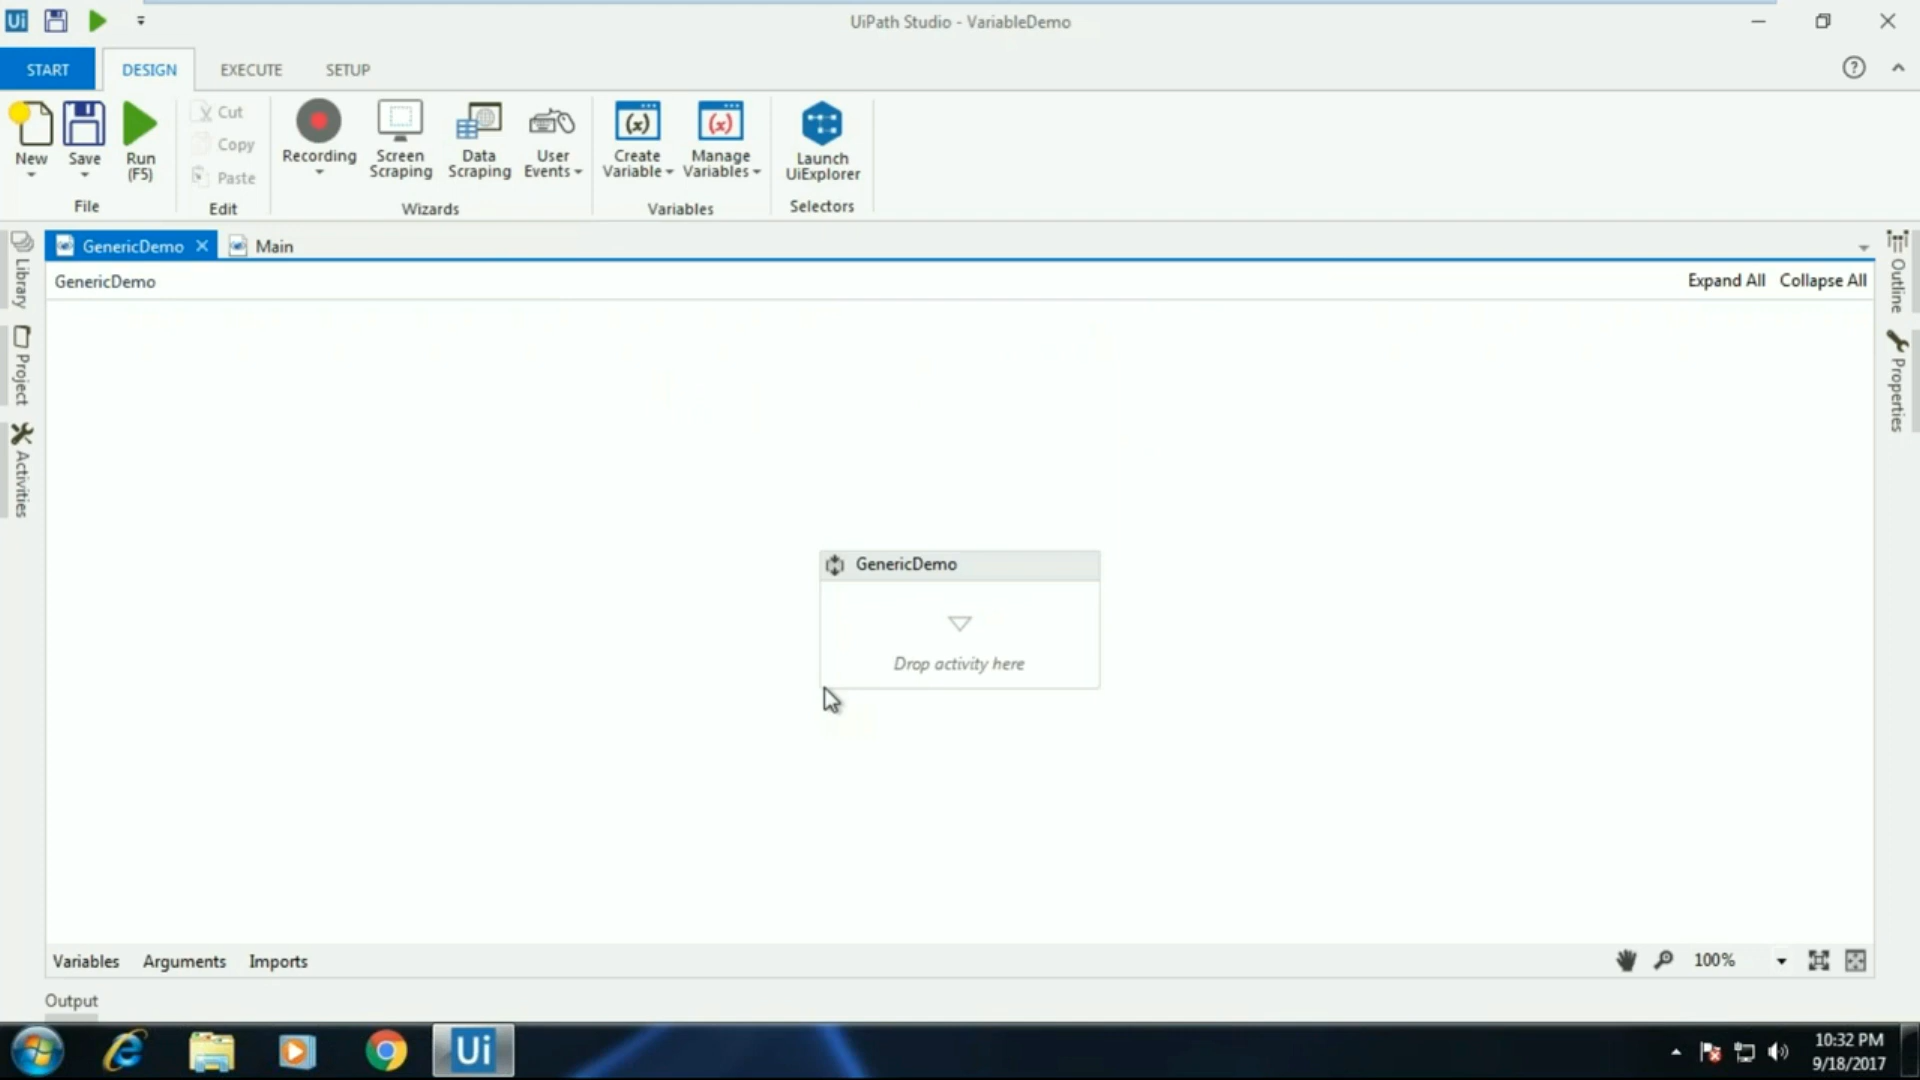 Ui
UiPath Studio - VariableDemo
START DESIGN EXECUTE SETUP
New
Save
Run
(F5)
File
Cut
Copy
Paste
Edit
Recording
Screen
Scraping
Data
Scraping
User
Events
Wizards
(x)
Create
Variable
(x)
Manage
Variables
Variables
Launch
UiExplorer
Selectors
Library
Project
Activities
GenericDemo Main
GenericDemo
Expand All Collapse All
Outline
Properties
GenericDemo
Drop activity here
Variables Arguments Imports
100%
Output
Ui
10:32 PM
9/18/2017